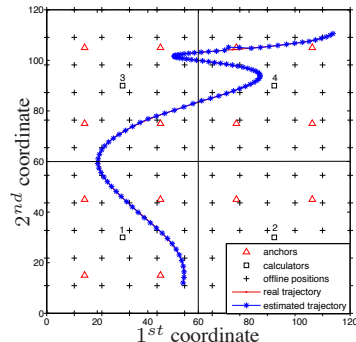 120
100
80
60
40
20
0
2nd coordinate
3
4
1
2
anchors
calculators
offline positions
real trajectory
estimated trajectory
0 20 40 60 80 100 120
1st coordinate